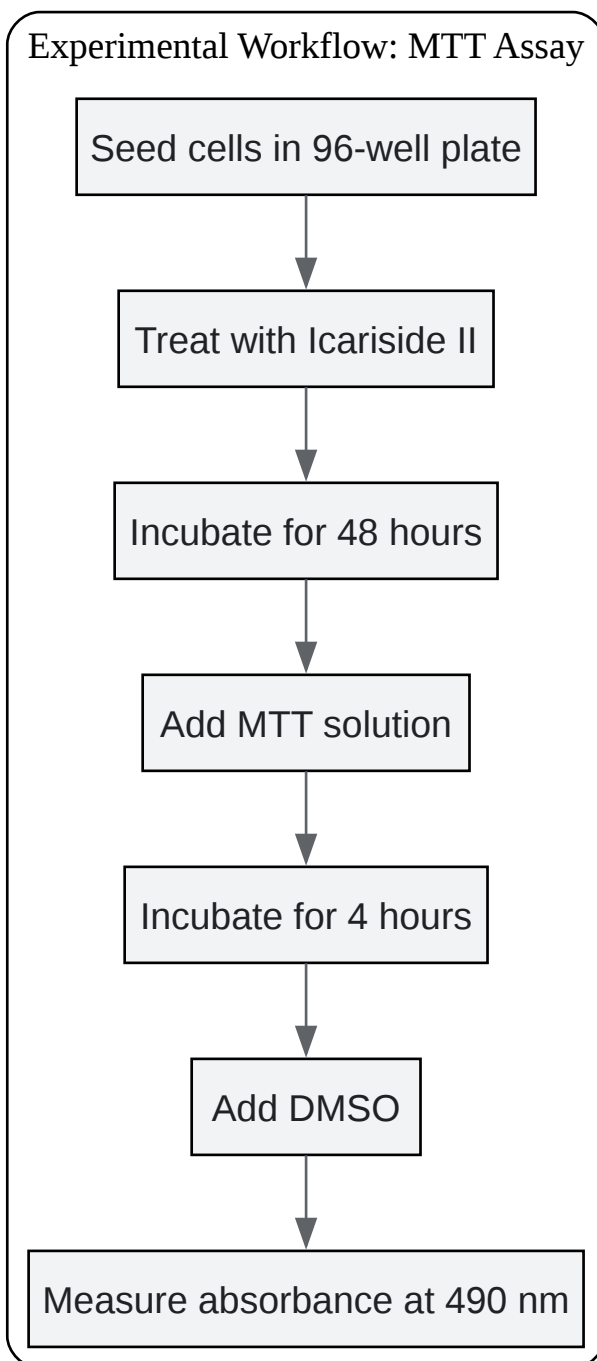 Experimental Workflow: MTT Assay
Seed cells in 96-well plate
Treat with Icariside II
Incubate for 48 hours
Add MTT solution
Incubate for 4 hours
Add DMSO
Measure absorbance at 490 nm